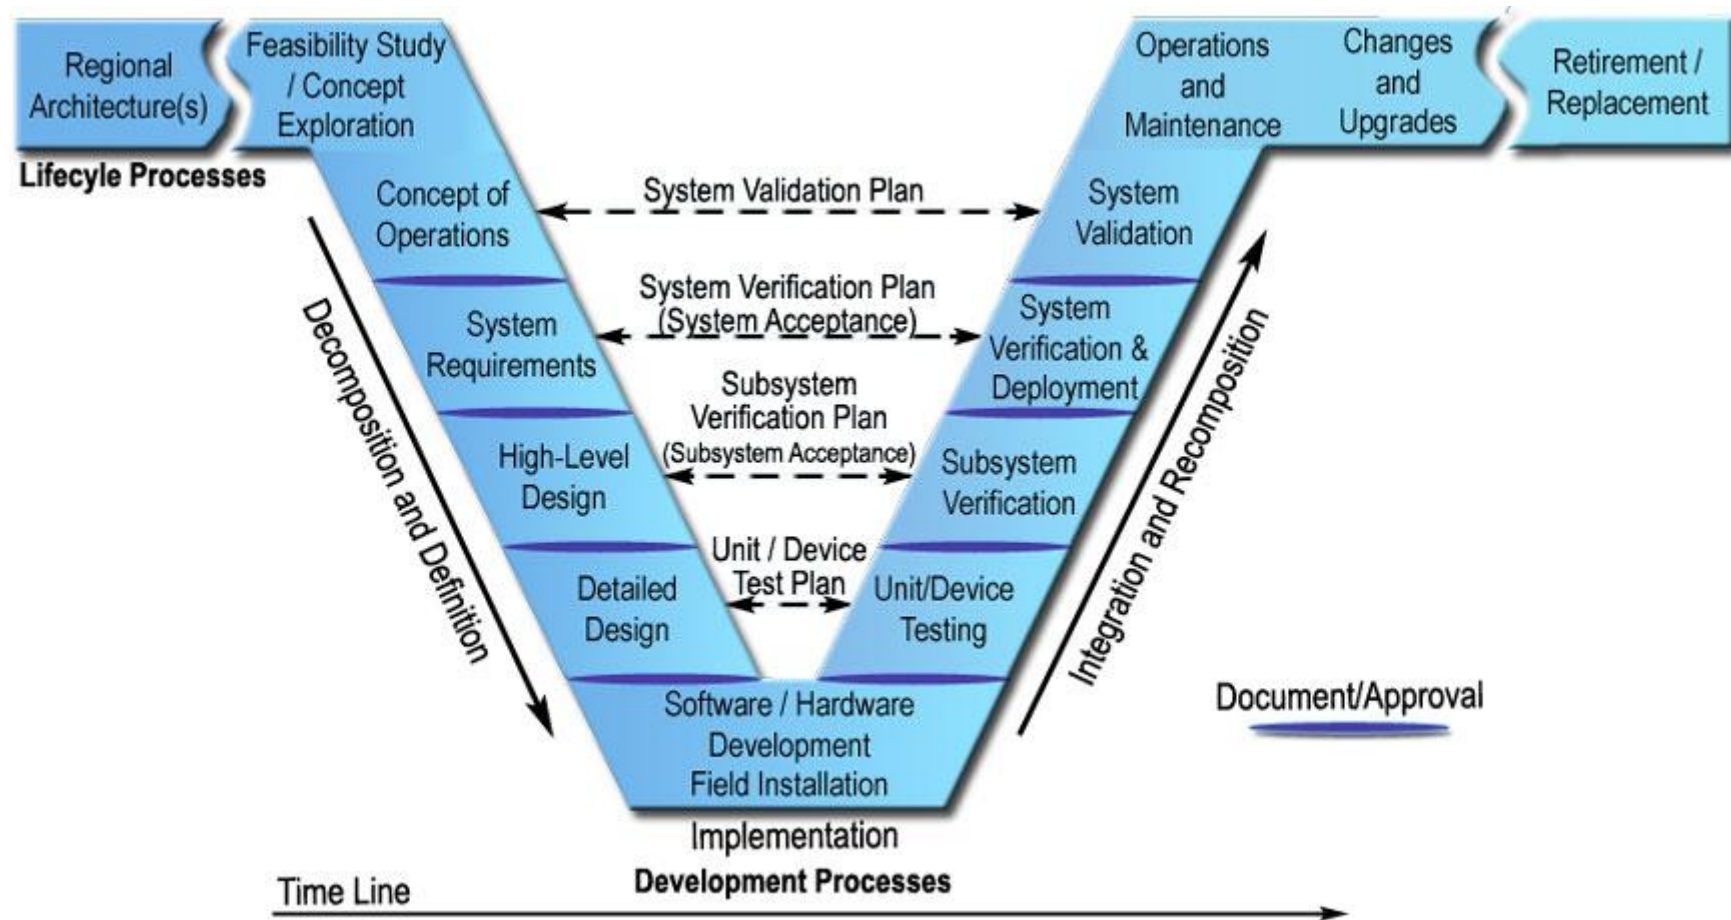 Regional
Architecture(s)
Feasibility Study
/ Concept
Exploration
Operations
and
Maintenance
Changes
and
Upgrades
Retirement /
Replacement
Lifecyle Processes
Concept of
Operations
System Validation Plan
System
Validation
System Verification Plan
(System Acceptance)
System
Requirements
System
Verification &
Deployment
Decomposition and Definition
Subsystem
Verification Plan
(Subsystem Acceptance)
High-Level
Design
Subsystem
Verification
Integration and Recomposition
Unit / Device
Test Plan
Detailed
Design
Unit/Device
Testing
Software / Hardware
Development
Field Installation
Document/Approval
Implementation
Development Processes
Time Line